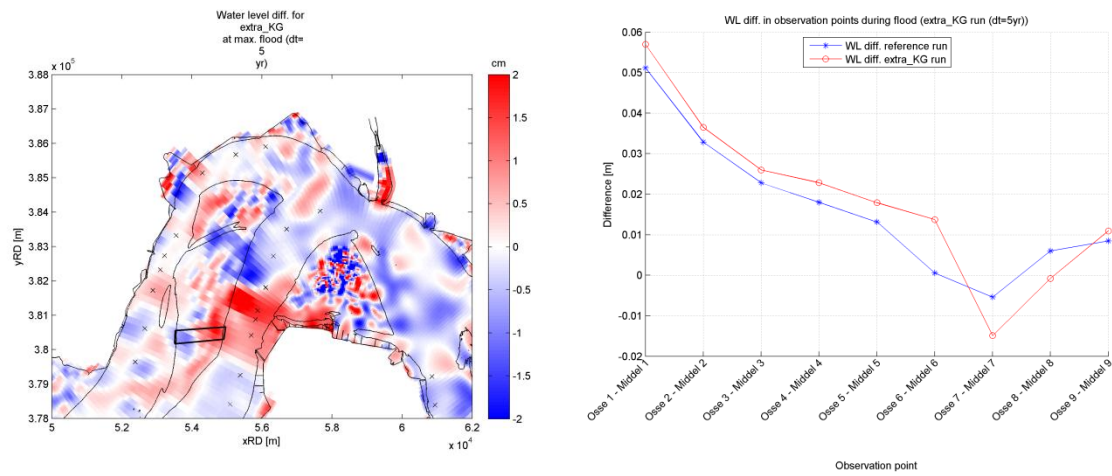 Water level diff. for
extra_KG
at max. flood (dt=
5
yr)
x 10⁵
cm
3.88
3.87
3.86
3.85
3.84
3.83
3.82
3.81
3.8
3.79
3.78
yRD [m]
5 5.2 5.4 5.6 5.8 6 6.2
xRD [m]
x 10⁴
2
1.5
1
0.5
0
-0.5
-1
-1.5
-2
WL diff. in observation points during flood (extra_KG run (dt=5yr))
WL diff. reference run
WL diff. extra_KG run
0.06
0.05
0.04
0.03
0.02
0.01
0
-0.01
-0.02
Difference [m]
Osse 1 - Middel 1
Osse 2 - Middel 2
Osse 3 - Middel 3
Osse 4 - Middel 4
Osse 5 - Middel 5
Osse 6 - Middel 6
Osse 7 - Middel 7
Osse 8 - Middel 8
Osse 9 - Middel 9
Observation point